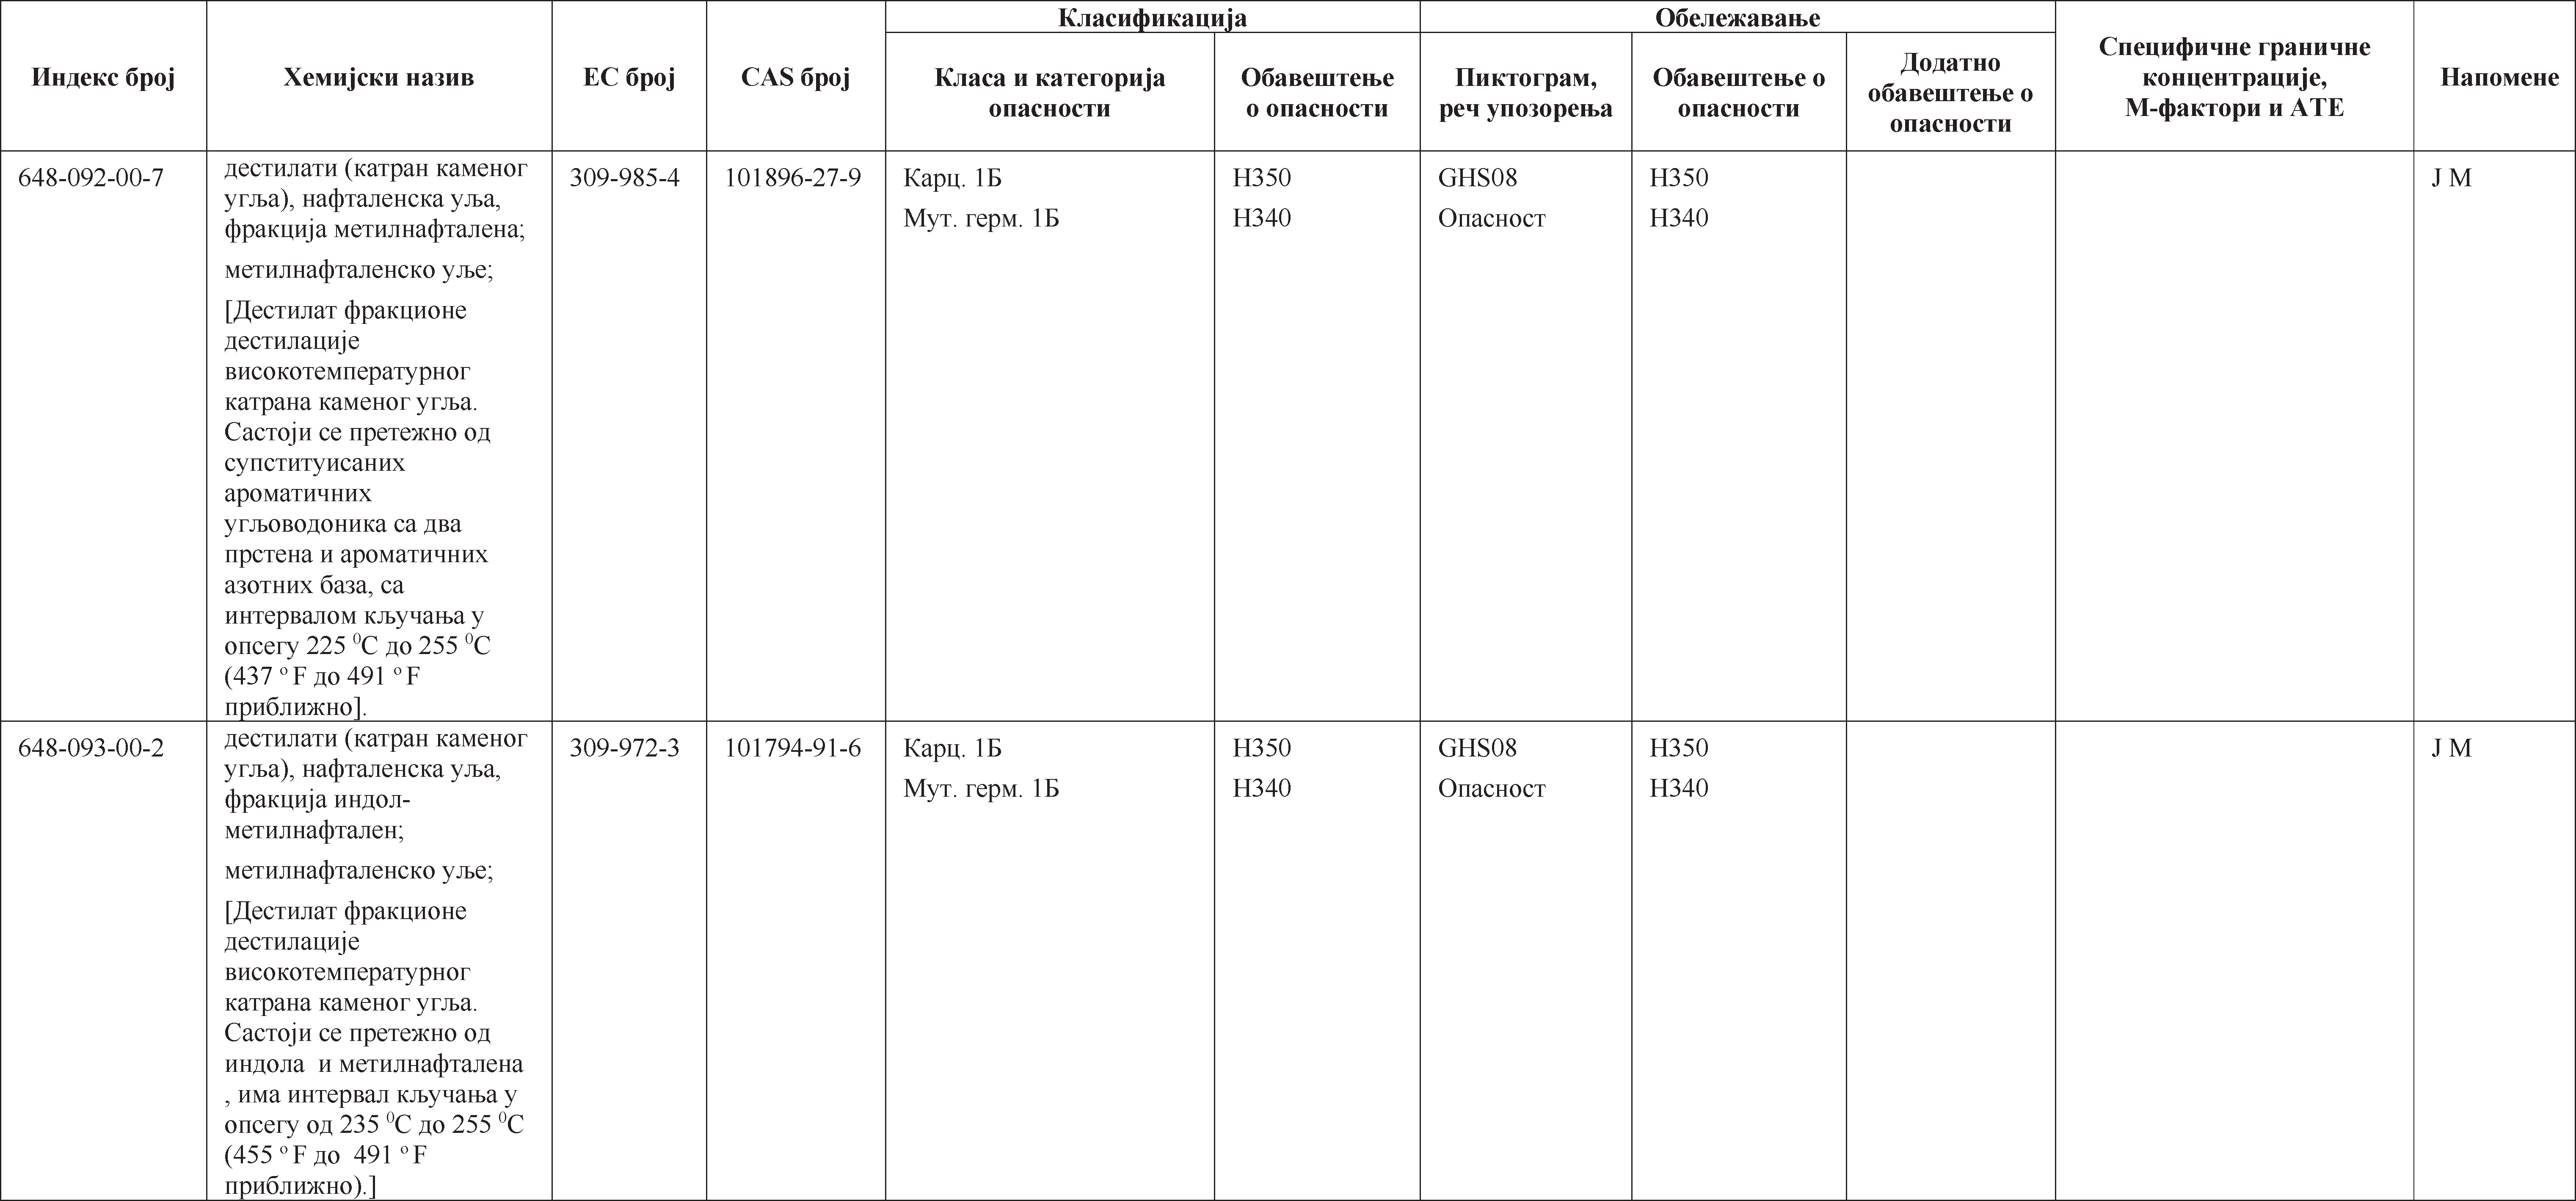 Индекс број
Хемијски назив
ЕС број
CAS број
Класификација
Класа и категорија
опасности
Обавештење
о опасности
Обележавање
Пиктограм,
реч упозорења
Обавештење о
опасности
Додатно
обавештење о
опасности
Специфичне граничне
концентрације,
М-фактори и АТЕ
Напомене
648-092-00-7
дестилати (катран каменог
угља), нафталенска уља,
фракција метилнафталена;
метилнафталенско уље;
[Дестилат фракционе
дестилације
високотемпературног
катрана каменог угља.
Састоји се претежно од
супституисаних
ароматичних
угљоводоника са два
прстена и ароматичних
азотних база, са
интервалом кључања у
опсегу 225 ⁰C до 255 ⁰C
(437 º F до 491 º F
приближно].
309-985-4
101896-27-9
Карц. 1Б
Мут. герм. 1Б
H350
H340
GHS08
Опасност
H350
H340
J M
648-093-00-2
дестилати (катран каменог
угља), нафталенска уља,
фракција индол-
метилнафтален;
метилнафталенско уље;
[Дестилат фракционе
дестилације
високотемпературног
катрана каменог угља.
Састоји се претежно од
индола  и метилнафталена
, има интервал кључања у
опсегу од 235 ⁰C до 255 ⁰C
(455 º F до  491 º F
приближно).]
309-972-3
101794-91-6
Карц. 1Б
Мут. герм. 1Б
H350
H340
GHS08
Опасност
H350
H340
J M